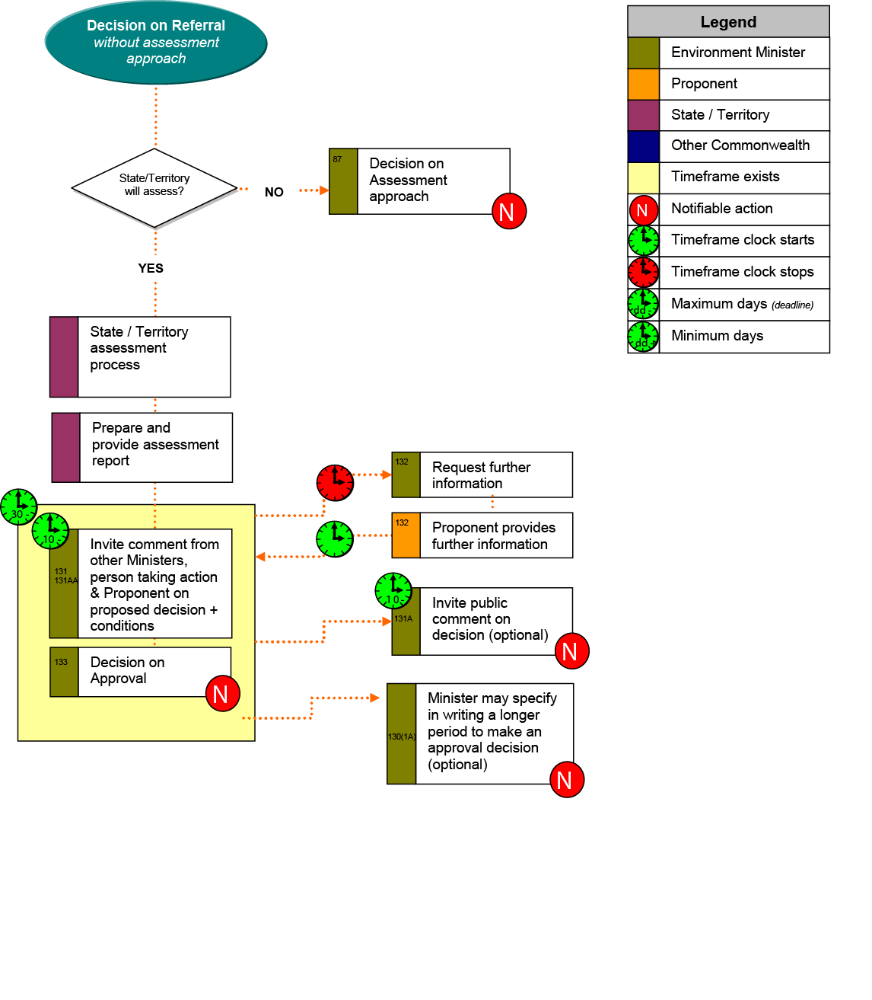 Decision on Referral
without assessment
approach
State/Territory
will assess?
NO
87
Decision on
Assessment
approach
N
YES
State / Territory
assessment
process
Prepare and
provide assessment
report
30 -
10 -
131
131AA
Invite comment from
other Ministers,
person taking action
& Proponent on
proposed decision +
conditions
133
Decision on
Approval
N
132
Request further
information
132
Proponent provides
further information
10 -
131A
Invite public
comment on
decision (optional)
N
130(1A)
Minister may specify
in writing a longer
period to make an
approval decision
(optional)
N
Legend
Environment Minister
Proponent
State / Territory
Other Commonwealth
Timeframe exists
N
Notifiable action
Timeframe clock starts
Timeframe clock stops
dd -
Maximum days (deadline)
dd +
Minimum days